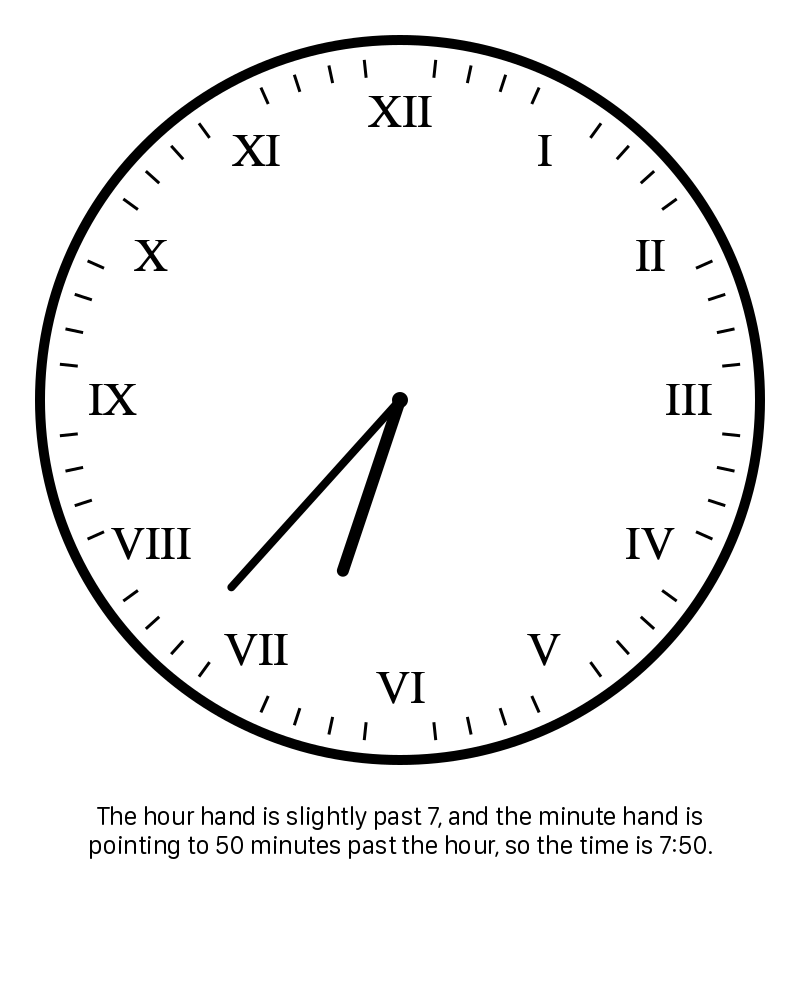 XII
XI
I
X
II
IX
III
VIII
IV
VII
V
VI
The hour hand is slightly past 7, and the minute hand is
pointing to 50 minutes past the hour, so the time is 7:50.